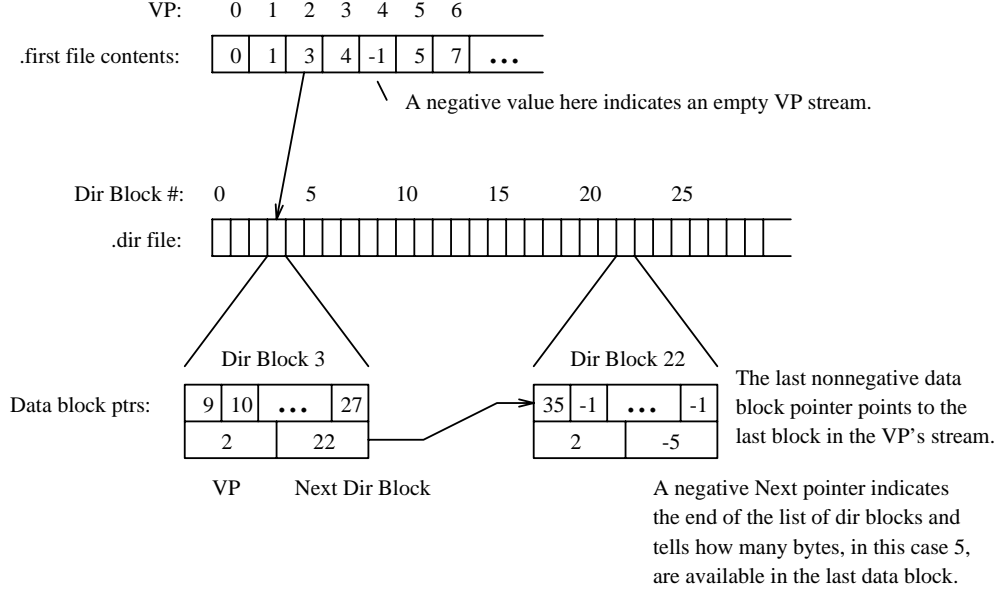 VP: 0 1 2 3 4 5 6
.first file contents: 0 1 3 4 -1 5 7 ...
A negative value here indicates an empty VP stream.
Dir Block #: 0 5 10 15 20 25
.dir file:
Dir Block 3 Dir Block 22
Data block ptrs: 9 10 ... 27 35 -1 ... -1
2 22 2 -5
The last nonnegative data
block pointer points to the
last block in the VP's stream.
VP Next Dir Block
A negative Next pointer indicates
the end of the list of dir blocks and
tells how many bytes, in this case 5,
are available in the last data block.